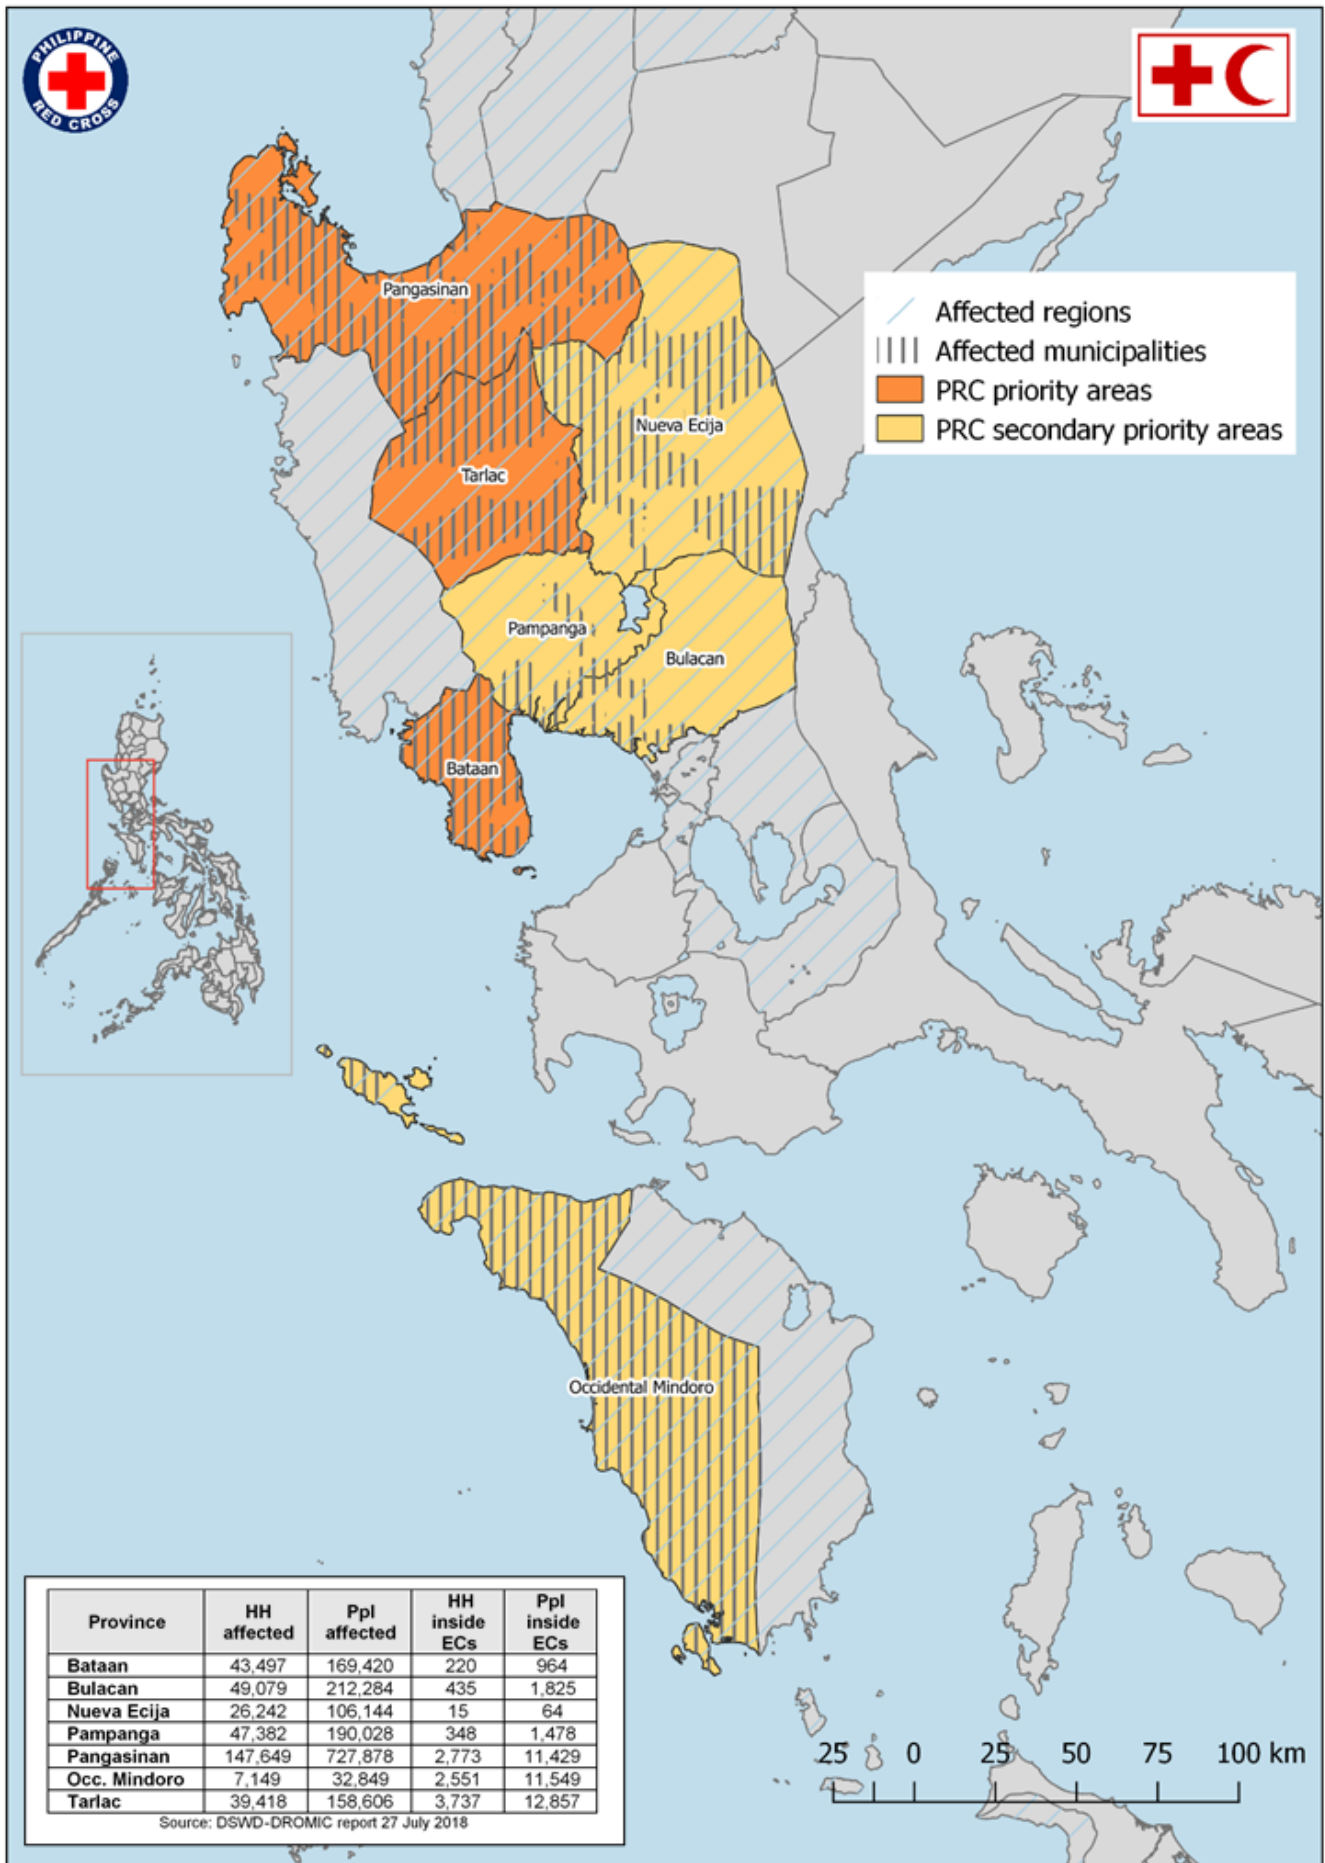 PHILIPPINE
RED CROSS
Affected regions
Affected municipalities
PRC priority areas
PRC secondary priority areas
Pangasinan
Nueva Ecija
Tarlac
Pampanga
Bulacan
Bataan
Occidental Mindoro
Province HH affected Ppl affected HH inside ECs Ppl inside ECs
Bataan 43,497 169,420 220 964
Bulacan 49,079 212,284 435 1,825
Nueva Ecija 26,242 106,144 15 64
Pampanga 47,382 190,028 348 1,478
Pangasinan 147,649 727,878 2,773 11,429
Occ. Mindoro 7,149 32,849 2,551 11,549
Tarlac 39,418 158,606 3,737 12,857
Source: DSWD-DROMIC report 27 July 2018
25 0 25 50 75 100 km